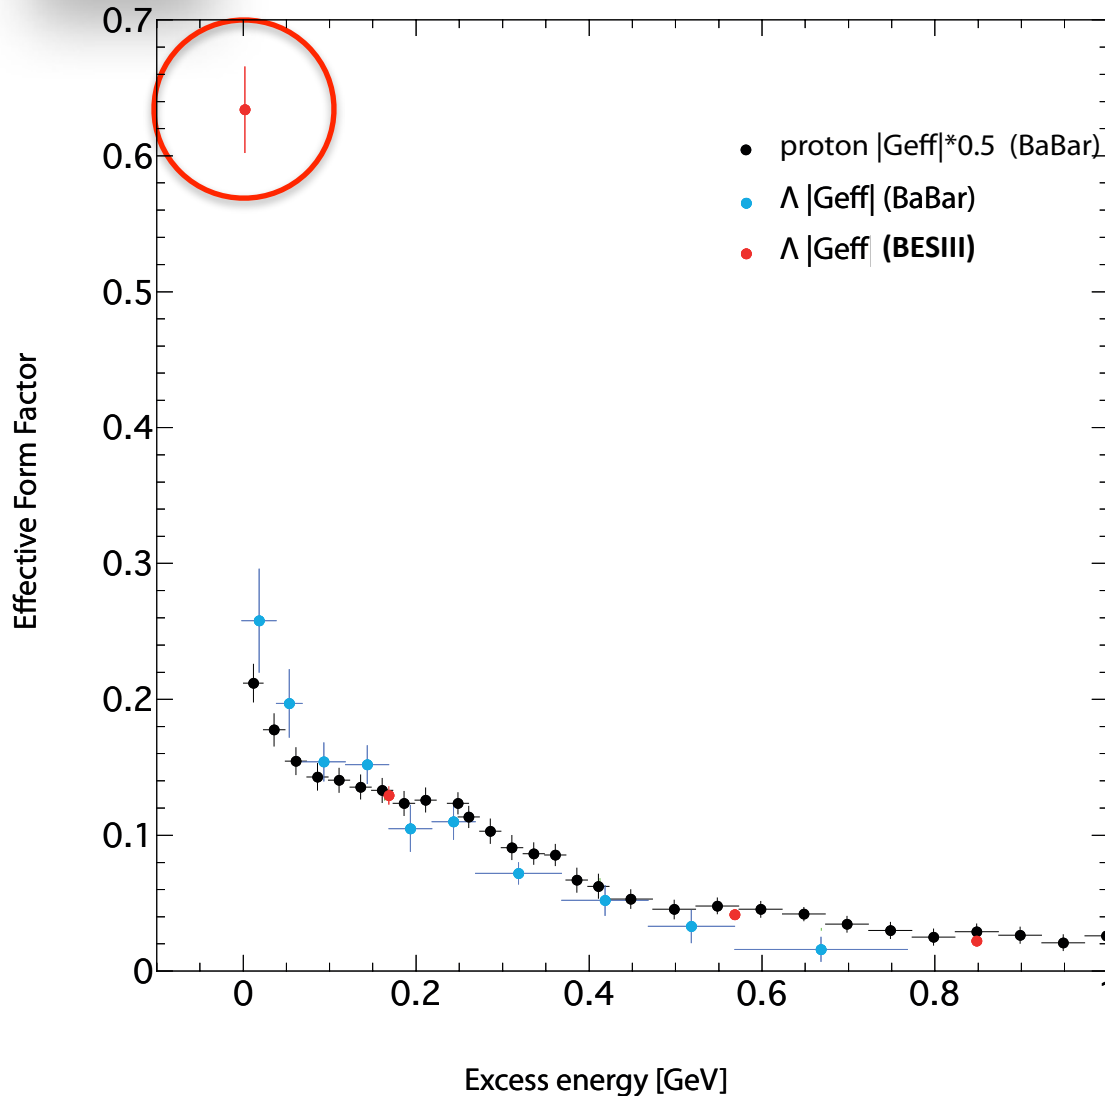 0.7
0.6
0.5
0.4
0.3
0.2
0.1
0
Effective Form Factor
proton |Geff|*0.5 (BaBar)
Λ |Geff| (BaBar)
Λ |Geff| (BESIII)
0 0.2 0.4 0.6 0.8 1
Excess energy [GeV]